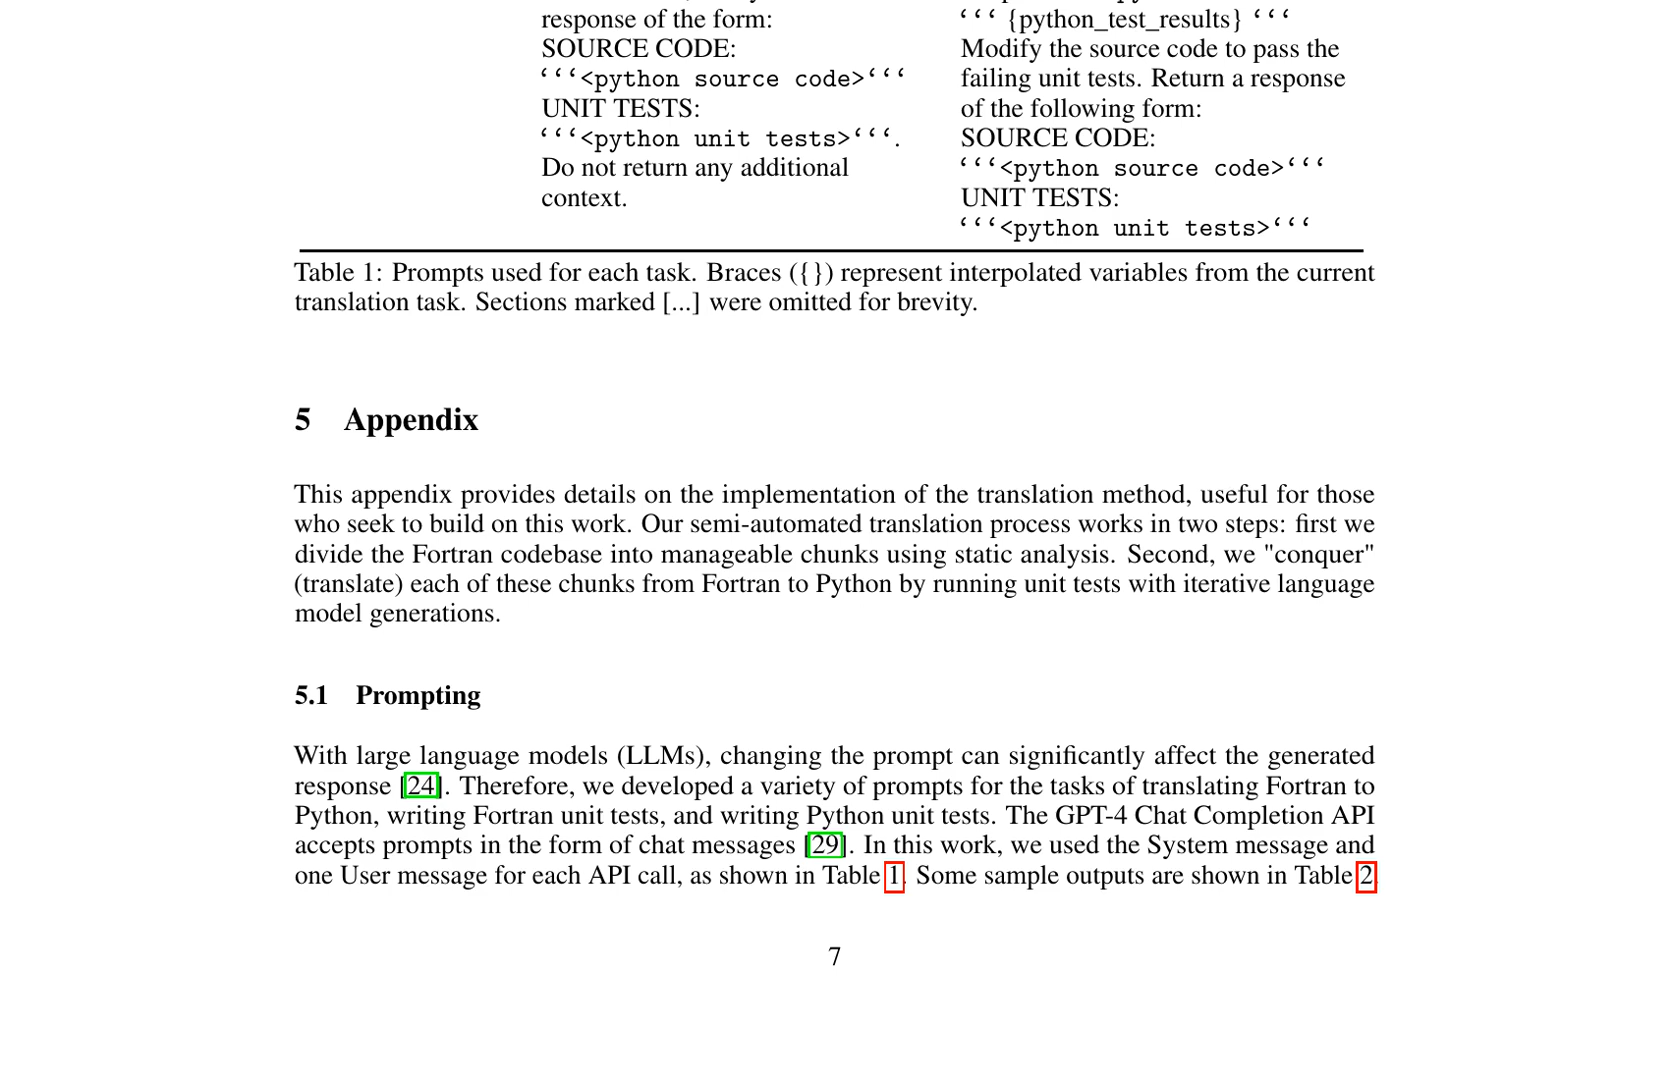 response of the form:
SOURCE CODE:
‘‘‘<python source code>‘‘‘
UNIT TESTS:
‘‘‘<python unit tests>‘‘‘.
Do not return any additional
context.
‘‘‘ {python_test_results} ‘‘‘
Modify the source code to pass the
failing unit tests. Return a response
of the following form:
SOURCE CODE:
‘‘‘<python source code>‘‘‘
UNIT TESTS:
‘‘‘<python unit tests>‘‘‘
Table 1: Prompts used for each task. Braces ({}) represent interpolated variables from the current
translation task. Sections marked [...] were omitted for brevity.
5 Appendix
This appendix provides details on the implementation of the translation method, useful for those
who seek to build on this work. Our semi-automated translation process works in two steps: first we
divide the Fortran codebase into manageable chunks using static analysis. Second, we "conquer"
(translate) each of these chunks from Fortran to Python by running unit tests with iterative language
model generations.
5.1 Prompting
With large language models (LLMs), changing the prompt can significantly affect the generated
response [24]. Therefore, we developed a variety of prompts for the tasks of translating Fortran to
Python, writing Fortran unit tests, and writing Python unit tests. The GPT-4 Chat Completion API
accepts prompts in the form of chat messages [29]. In this work, we used the System message and
one User message for each API call, as shown in Table 1. Some sample outputs are shown in Table 2.
7